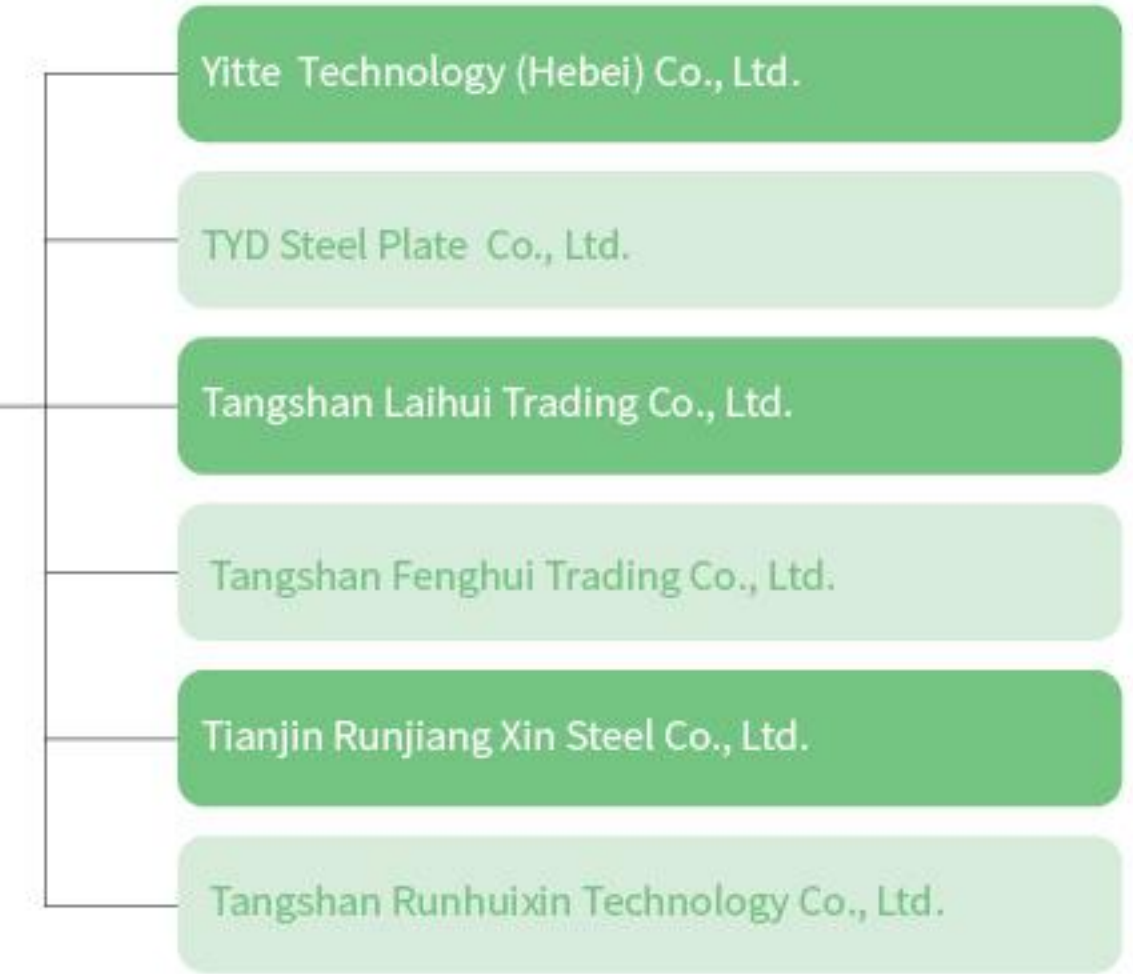 Yitte Technology (Hebei) Co., Ltd.
TYD Steel Plate Co., Ltd.
Tangshan Laihui Trading Co., Ltd.
Tangshan Fenghui Trading Co., Ltd.
Tianjin Runjiang Xin Steel Co., Ltd.
Tangshan Runhuixin Technology Co., Ltd.